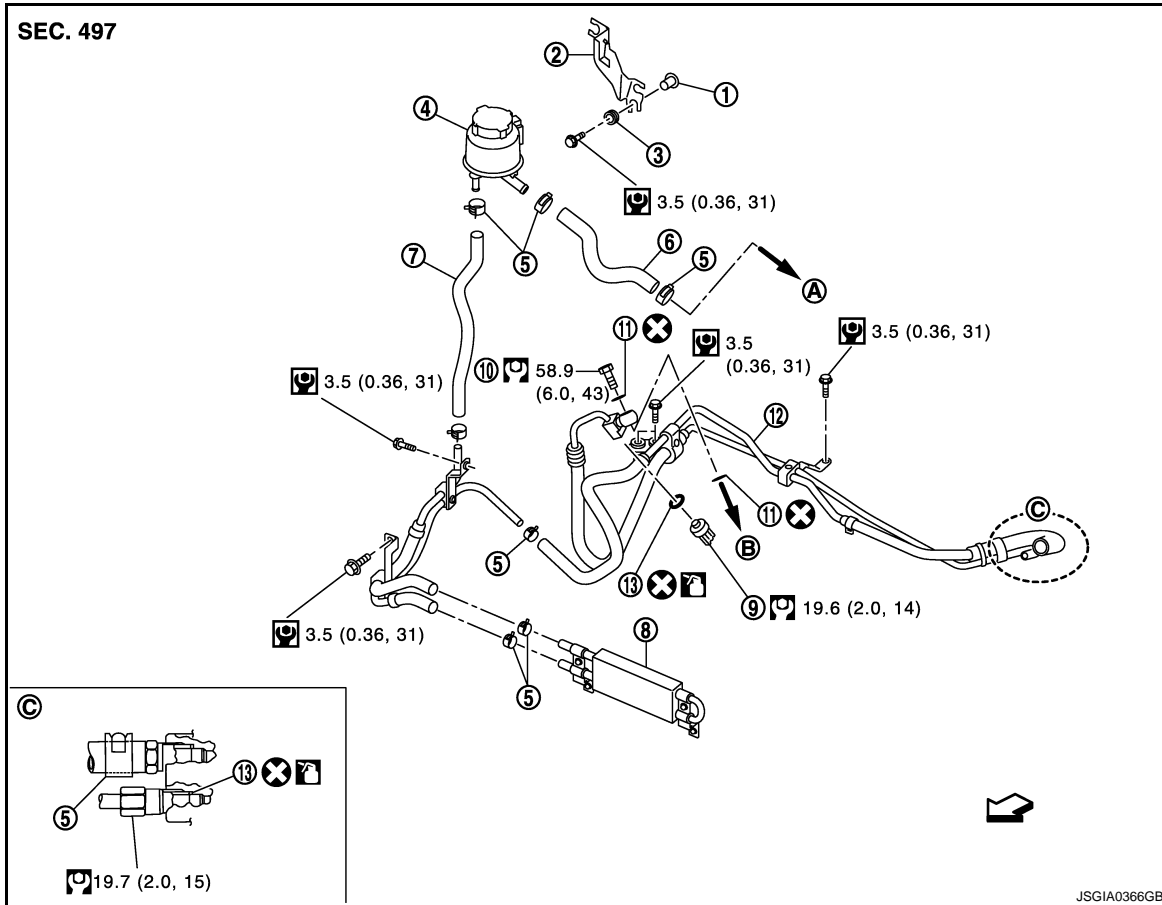 SEC. 497
2
1
4
3
3.5 (0.36, 31)
6
7
5
5
A
11
3.5 (0.36, 31)
3.5
(0.36, 31)
10 58.9
(6.0, 43)
3.5 (0.36, 31)
12
C
11
B
5
13
9 19.6 (2.0, 14)
3.5 (0.36, 31)
8
5
C
13
5
19.7 (2.0, 15)
JSGIA0366GB